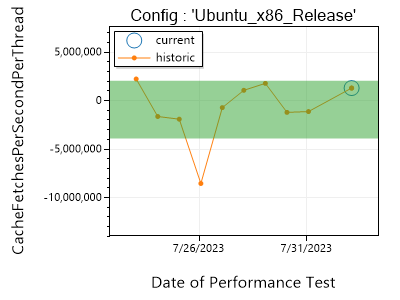 Config : 'Ubuntu_x86_Release'
current
historic
CacheFetchesPerSecondPerThread
5,000,000
0
-5,000,000
-10,000,000
7/26/2023
7/31/2023
Date of Performance Test